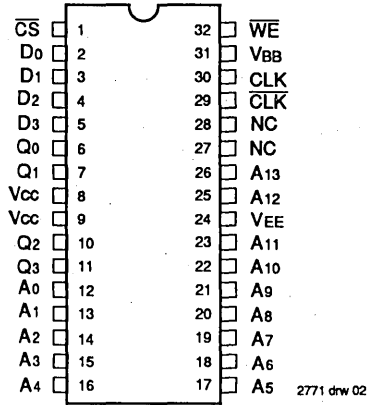 C̅S̅ 1 32 W̅E̅
D0 2 31 VBB
D1 3 30 CLK
D2 4 29 C̅L̅K̅
D3 5 28 NC
Q0 6 27 NC
Q1 7 26 A13
Vcc 8 25 A12
Vcc 9 24 VEE
Q2 10 23 A11
Q3 11 22 A10
A0 12 21 A9
A1 13 20 A8
A2 14 19 A7
A3 15 18 A6
A4 16 17 A5
2771 drw 02